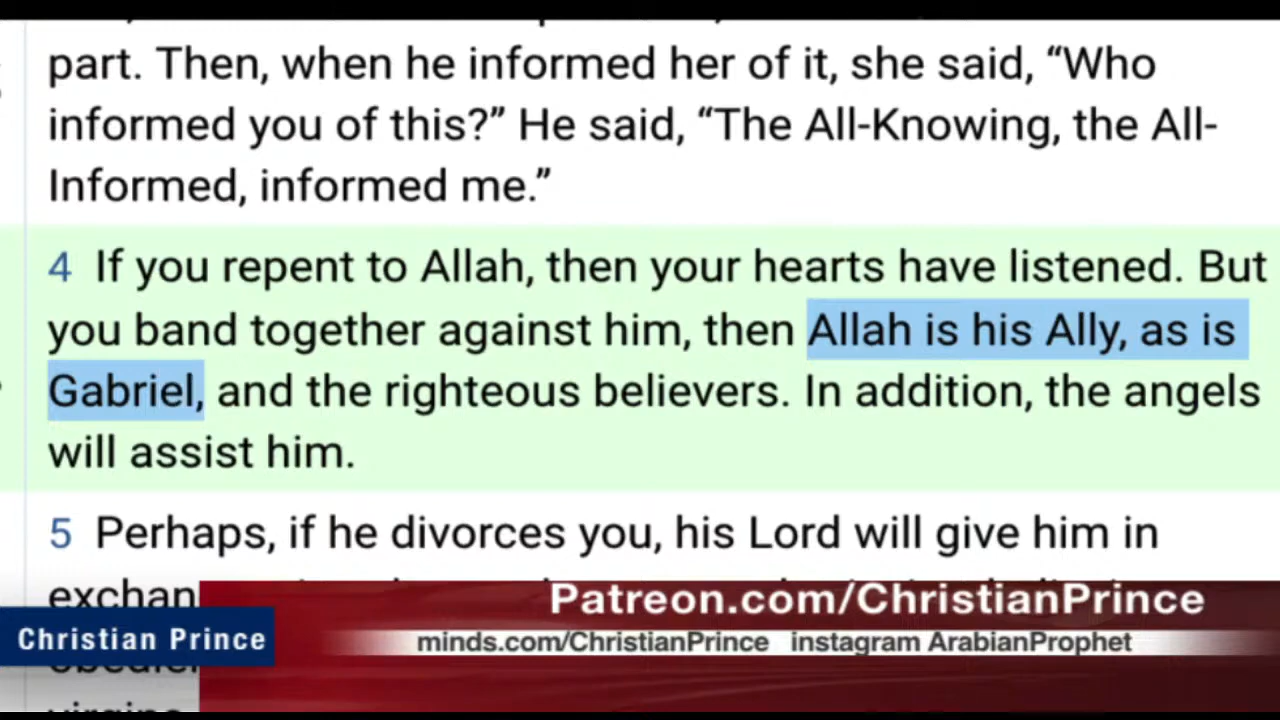 part. Then, when he informed her of it, she said, “Who
informed you of this?” He said, “The All-Knowing, the All-
Informed, informed me.”
4 If you repent to Allah, then your hearts have listened. But
you band together against him, then Allah is his Ally, as is
Gabriel, and the righteous believers. In addition, the angels
will assist him.
5 Perhaps, if he divorces you, his Lord will give him in
exchan
Patreon.com/ChristianPrince
Christian Prince
minds.com/ChristianPrince instagram ArabianProphet